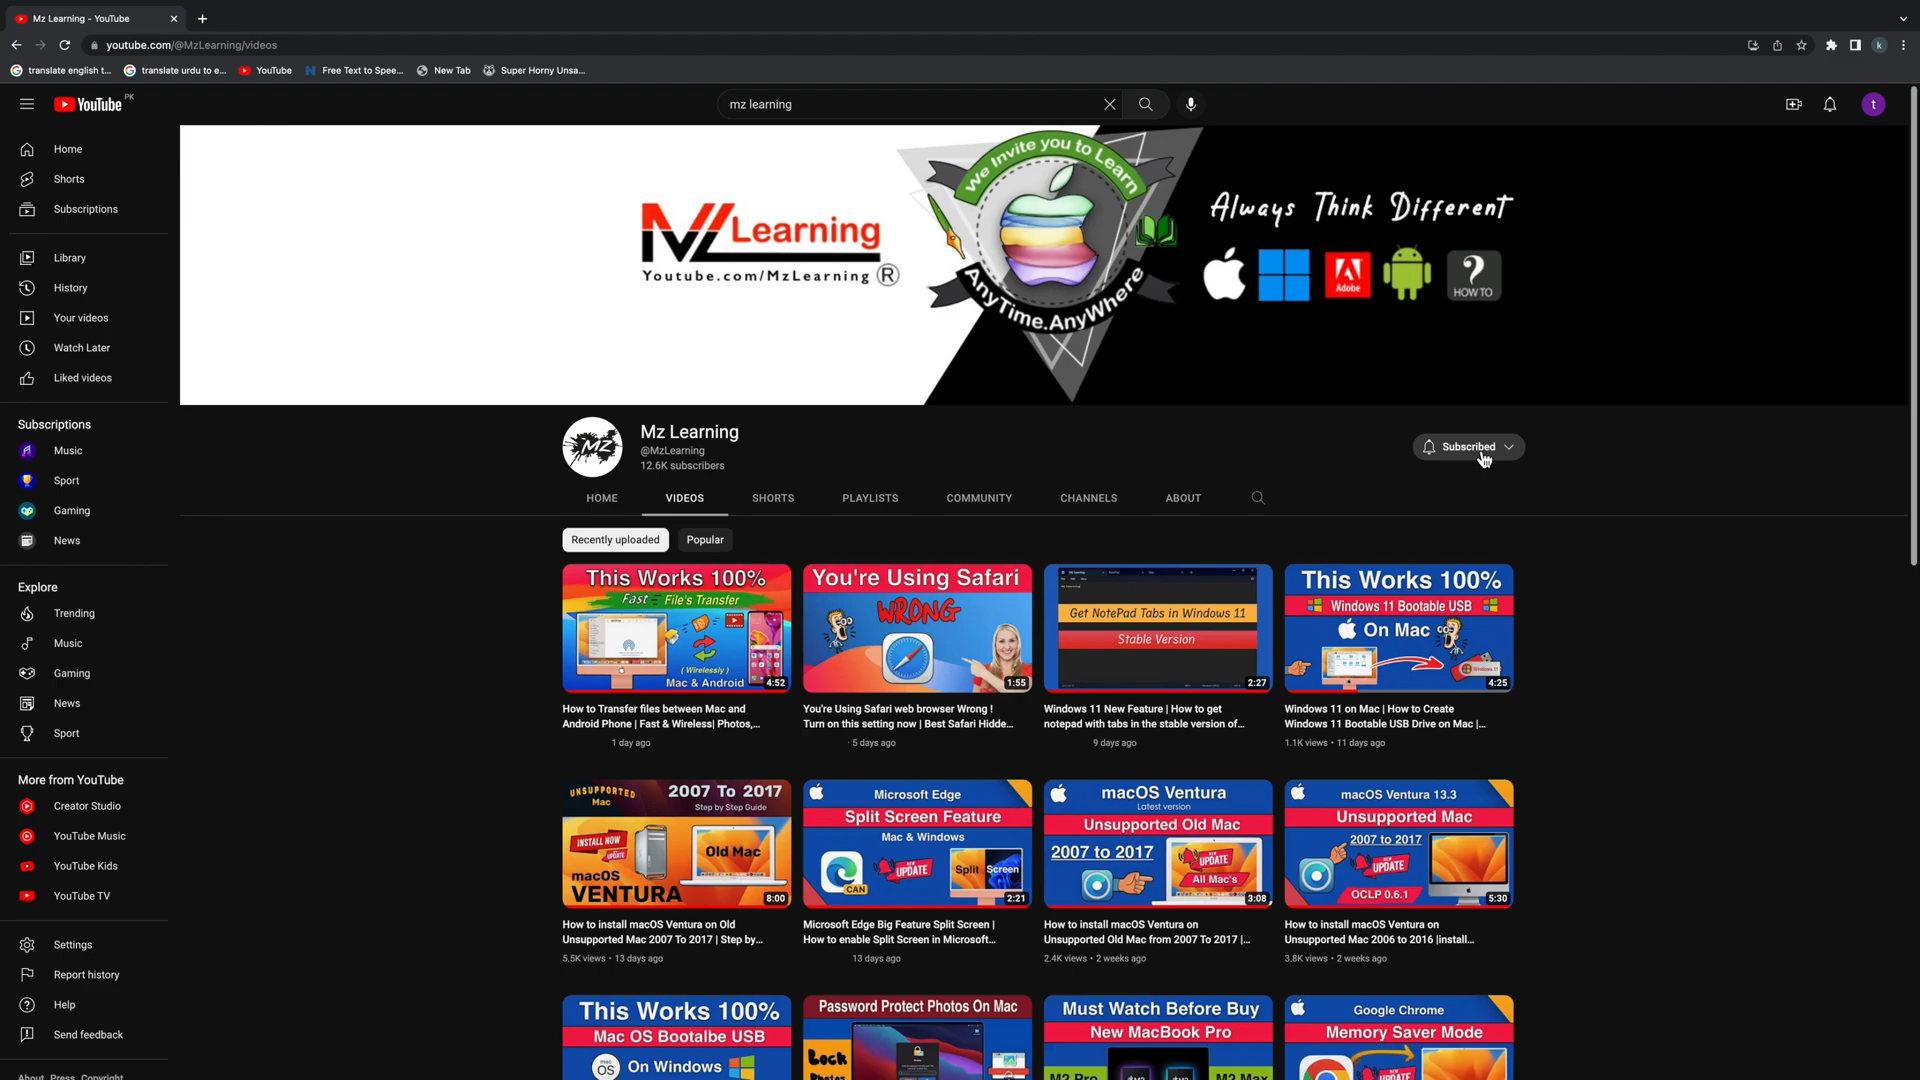 Mz Learning - YouTube
youtube.com/@MzLearning/videos
translate english t...
translate urdu to e...
YouTube
Free Text to Spee...
New Tab
Super Horny Unsa...
YouTube PK
mz learning
t
k
Home
Shorts
Subscriptions
Library
History
Your videos
Watch Later
Liked videos
Subscriptions
Music
Sport
Gaming
News
Explore
Trending
Music
Gaming
News
Sport
More from YouTube
Creator Studio
YouTube Music
YouTube Kids
YouTube TV
Settings
Report history
Help
Send feedback
About Press Copyright
MZ Learning
Youtube.com/MzLearning ®
We Invite you to Learn
AnyTime.AnyWhere
Always Think Different
Adobe
?
HOW TO
MZ
Mz Learning
@MzLearning
12.6K subscribers
Subscribed
HOME
VIDEOS
SHORTS
PLAYLISTS
COMMUNITY
CHANNELS
ABOUT
Recently uploaded
Popular
This Works 100%
Fast File's Transfer
( Wirelessly )
Mac & Android
4:52
How to Transfer files between Mac and
Android Phone | Fast & Wireless| Photos,...
1 day ago
You're Using Safari
WRONG
1:55
You're Using Safari web browser Wrong !
Turn on this setting now | Best Safari Hidde...
· 5 days ago
Get NotePad Tabs in Windows 11
Stable Version
2:27
Windows 11 New Feature | How to get
notepad with tabs in the stable version of...
9 days ago
This Works 100%
Windows 11 Bootable USB
On Mac
4:25
Windows 11 on Mac | How to Create
Windows 11 Bootable USB Drive on Mac |...
1.1K views • 11 days ago
UNSUPPORTED
Mac
2007 To 2017
Step by Step Guide
INSTALL NOW
UPDATE
Old Mac
macOS
VENTURA
8:00
How to install macOS Ventura on Old
Unsupported Mac 2007 To 2017 | Step by...
5.5K views • 13 days ago
Microsoft Edge
Split Screen Feature
Mac & Windows
UPDATE
CAN
Split Screen
2:21
Microsoft Edge Big Feature Split Screen |
How to enable Split Screen in Microsoft...
13 days ago
macOS Ventura
Latest version
Unsupported Old Mac
2007 to 2017
UPDATE
All Mac's
3:08
How to install macOS Ventura on
Unsupported Old Mac from 2007 To 2017 |...
2.4K views • 2 weeks ago
macOS Ventura 13.3
Unsupported Mac
2007 to 2017
UPDATE
OCLP 0.6.1
5:30
How to install macOS Ventura on
Unsupported Mac 2006 to 2016 |install...
3.8K views • 2 weeks ago
This Works 100%
Mac OS Bootalbe USB
mac
OS
On Windows
Password Protect Photos On Mac
Lock
Photos
Must Watch Before Buy
New MacBook Pro
M2 Pro
M2 Max
Google Chrome
Memory Saver Mode
UPDATE